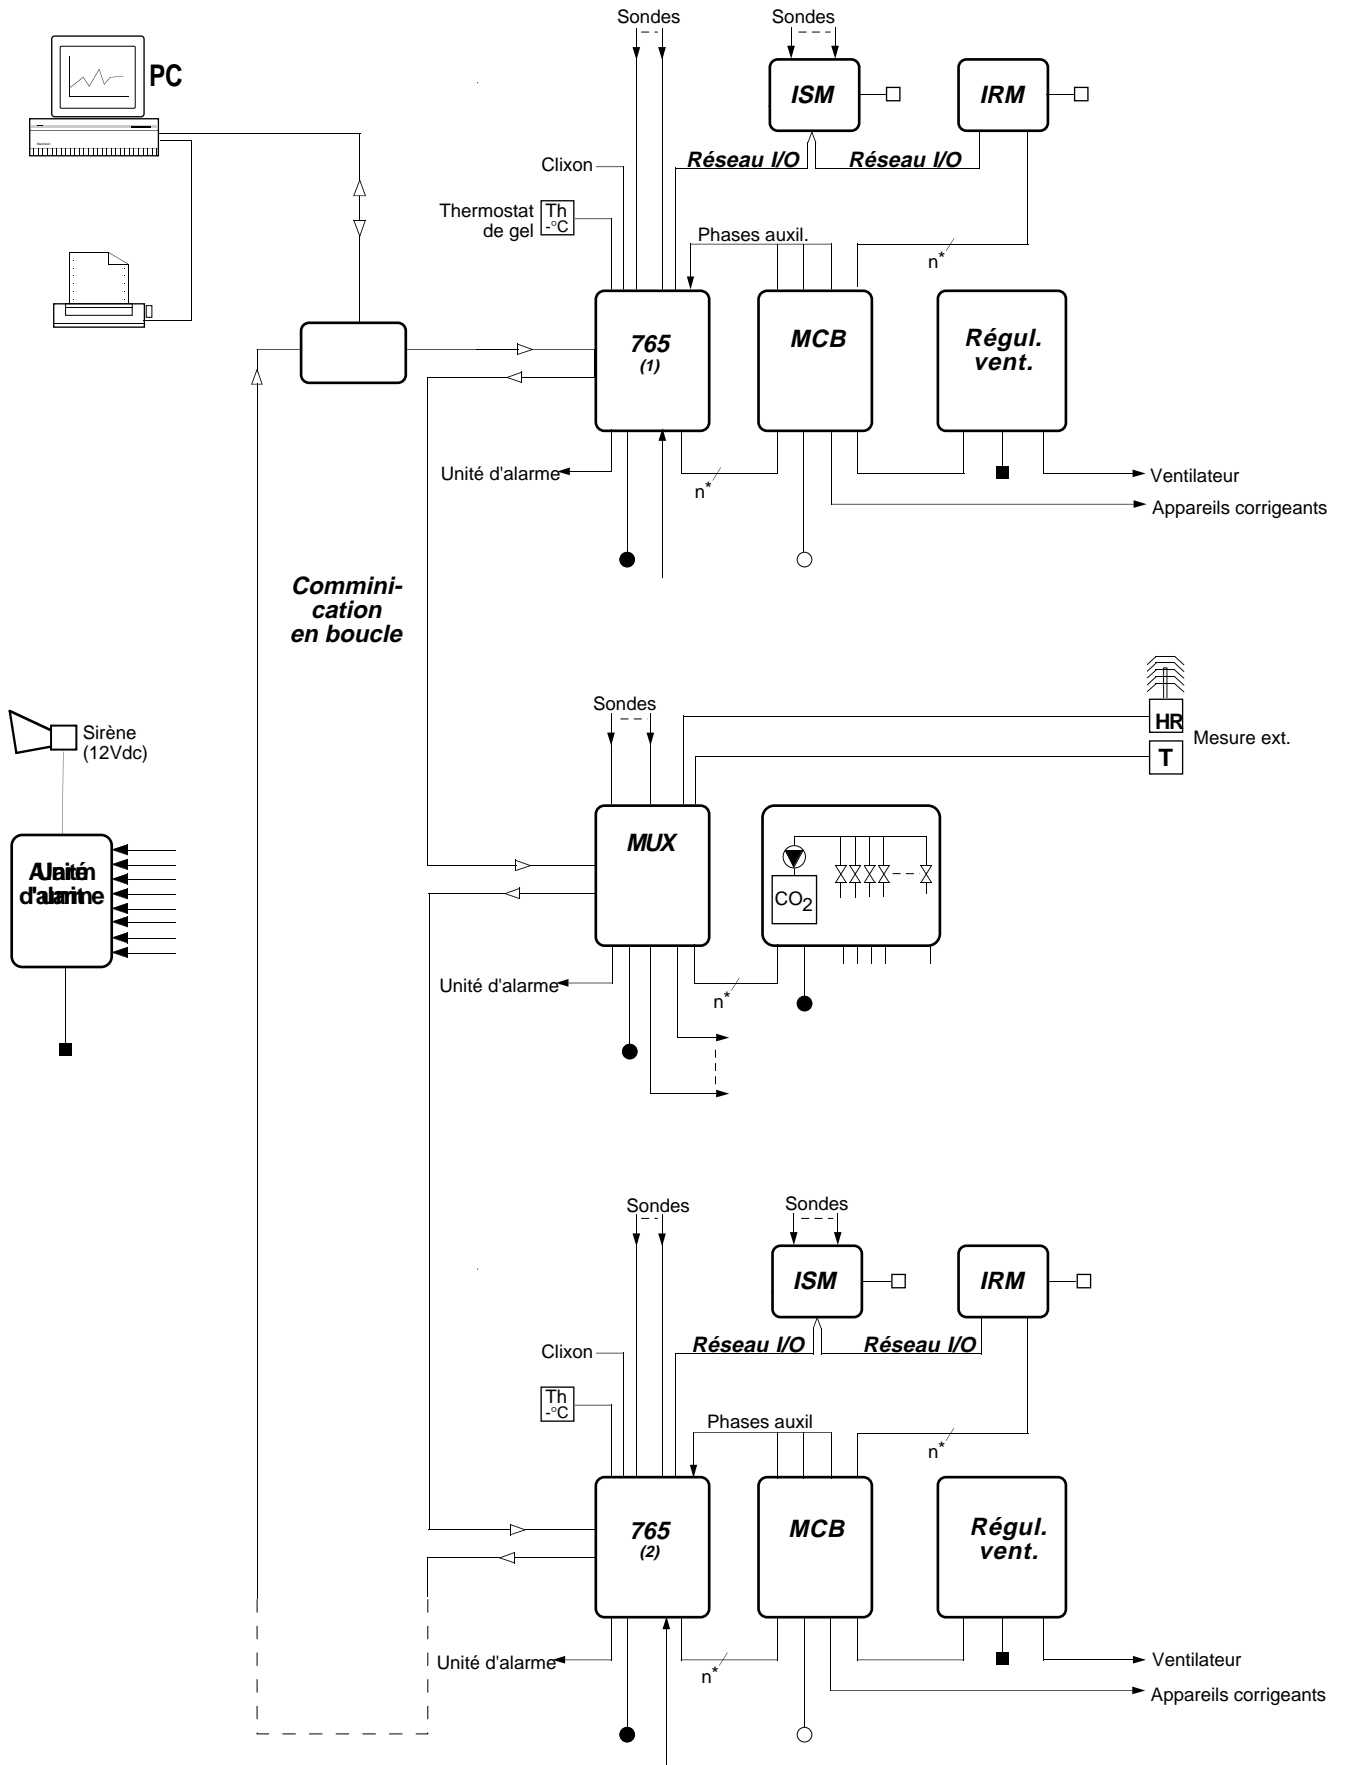 Sondes
Sondes
PC
ISM
IRM
Clixon
Réseau I/O
Réseau I/O
Thermostat
de gel
Th
-°C
Phases auxil.
n*
765
(1)
MCB
Régul.
vent.
Unité d'alarme
n*
Ventilateur
Appareils corrigeants
Commini-
cation
en boucle
Sondes
HR
Mesure ext.
T
Sirène
(12Vdc)
MUX
CO2
d'alarme
Unité d'alarme
n*
Sondes
Sondes
ISM
IRM
Clixon
Réseau I/O
Réseau I/O
Th
-°C
Phases auxil
n*
765
(2)
MCB
Régul.
vent.
Unité d'alarme
n*
Ventilateur
Appareils corrigeants